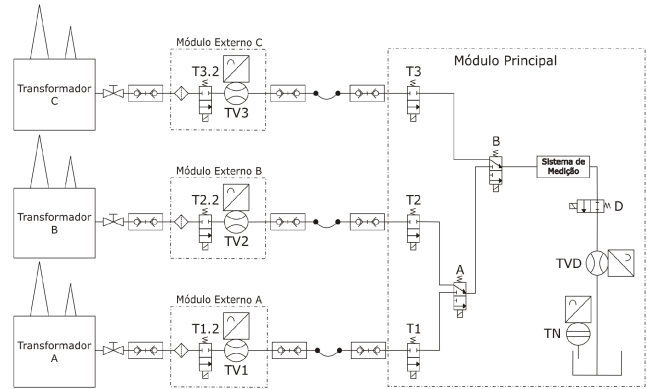 Módulo Externo C
Módulo Principal
Transformador
C
T3.2
TV3
T3
B
Sistema de
Medição
Módulo Externo B
Transformador
B
T2.2
TV2
T2
A
D
TVD
TN
Módulo Externo A
Transformador
A
T1.2
TV1
T1